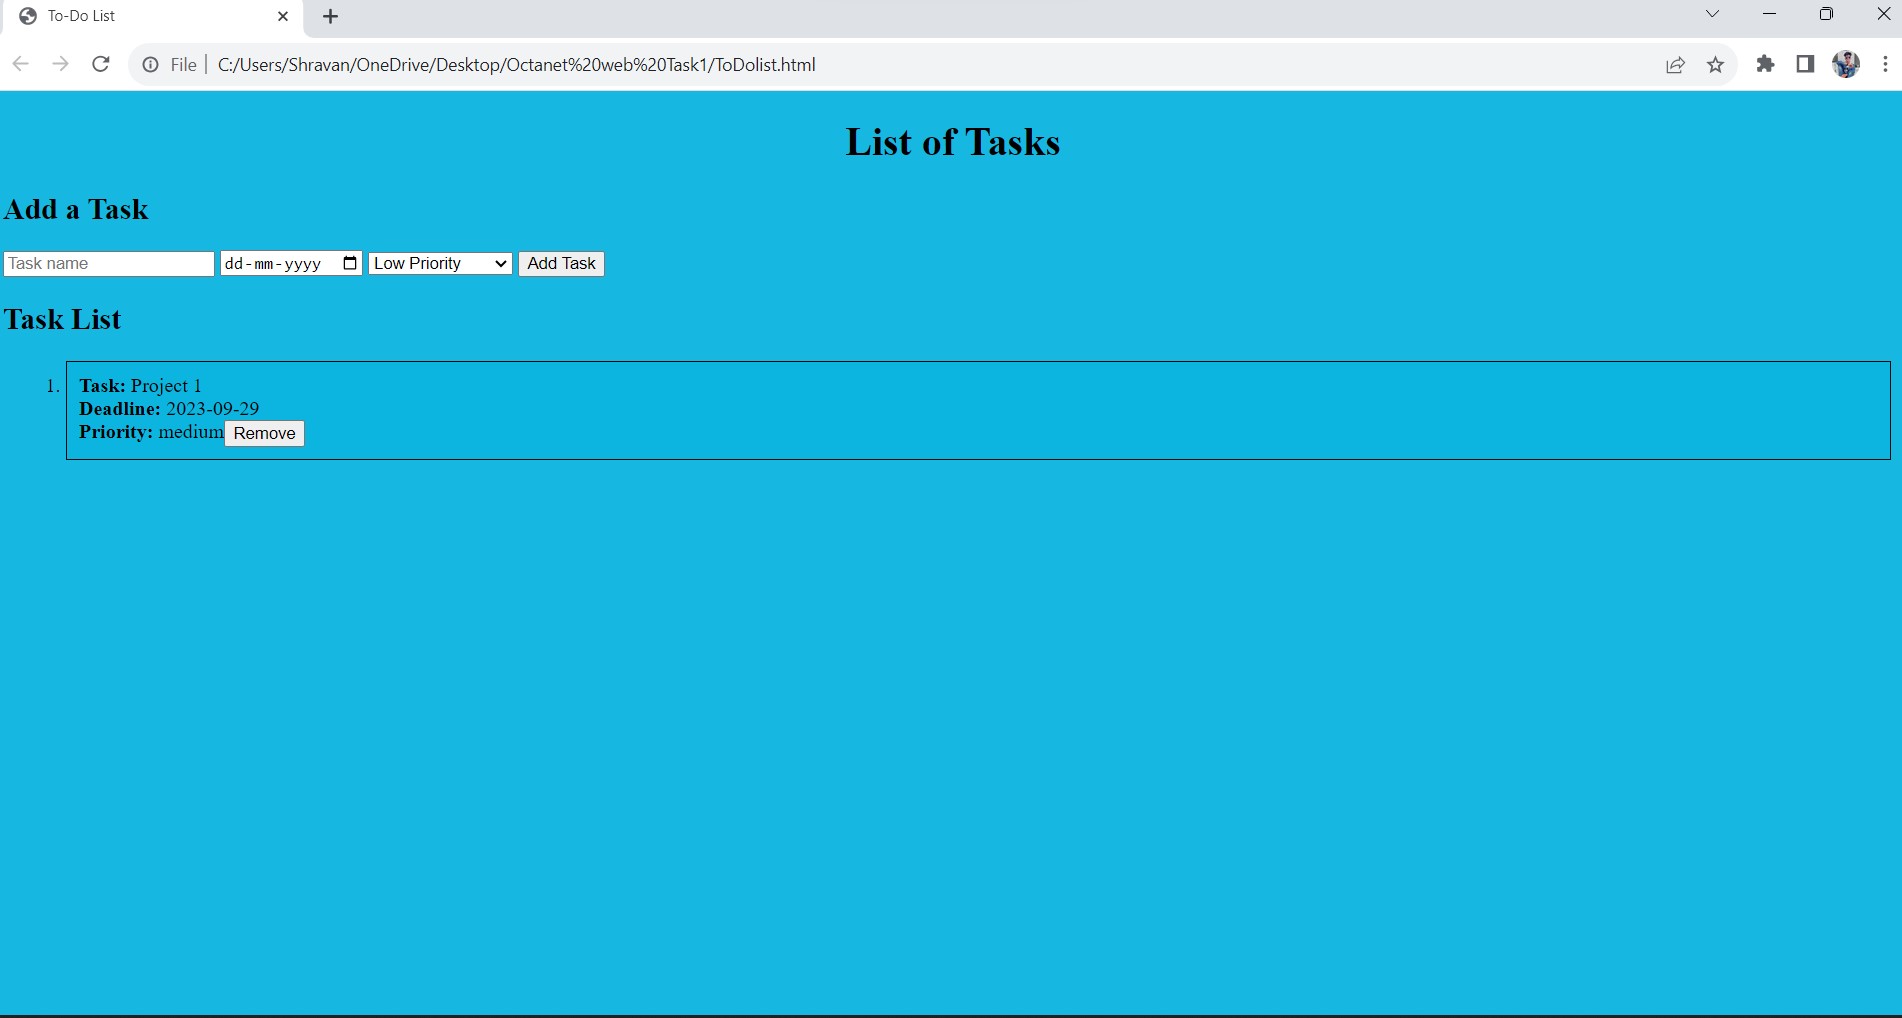 To-Do List
File C:/Users/Shravan/OneDrive/Desktop/Octanet%20web%20Task1/ToDolist.html
List of Tasks
Add a Task
Task name dd-mm-yyyy Low Priority Add Task
Task List
1. Task: Project 1
Deadline: 2023-09-29
Priority: medium Remove